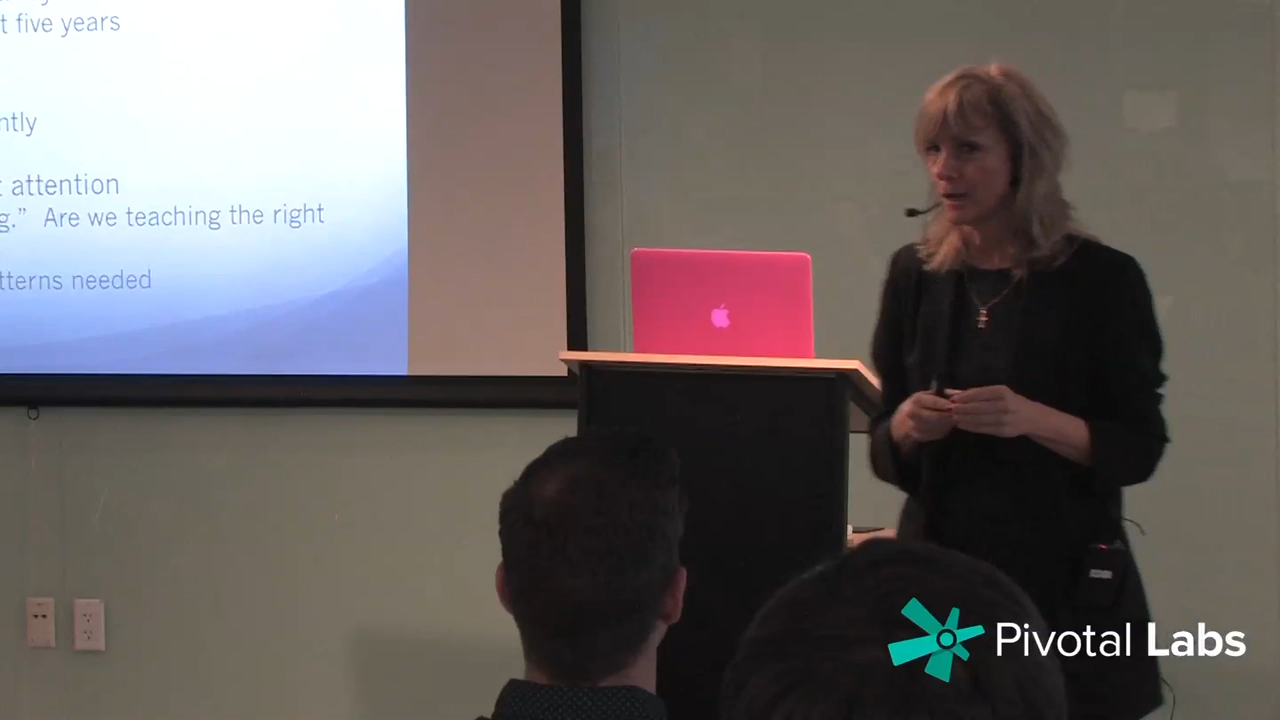 t five years
ntly
t attention
g.” Are we teaching the right
tterns needed
Pivotal Labs